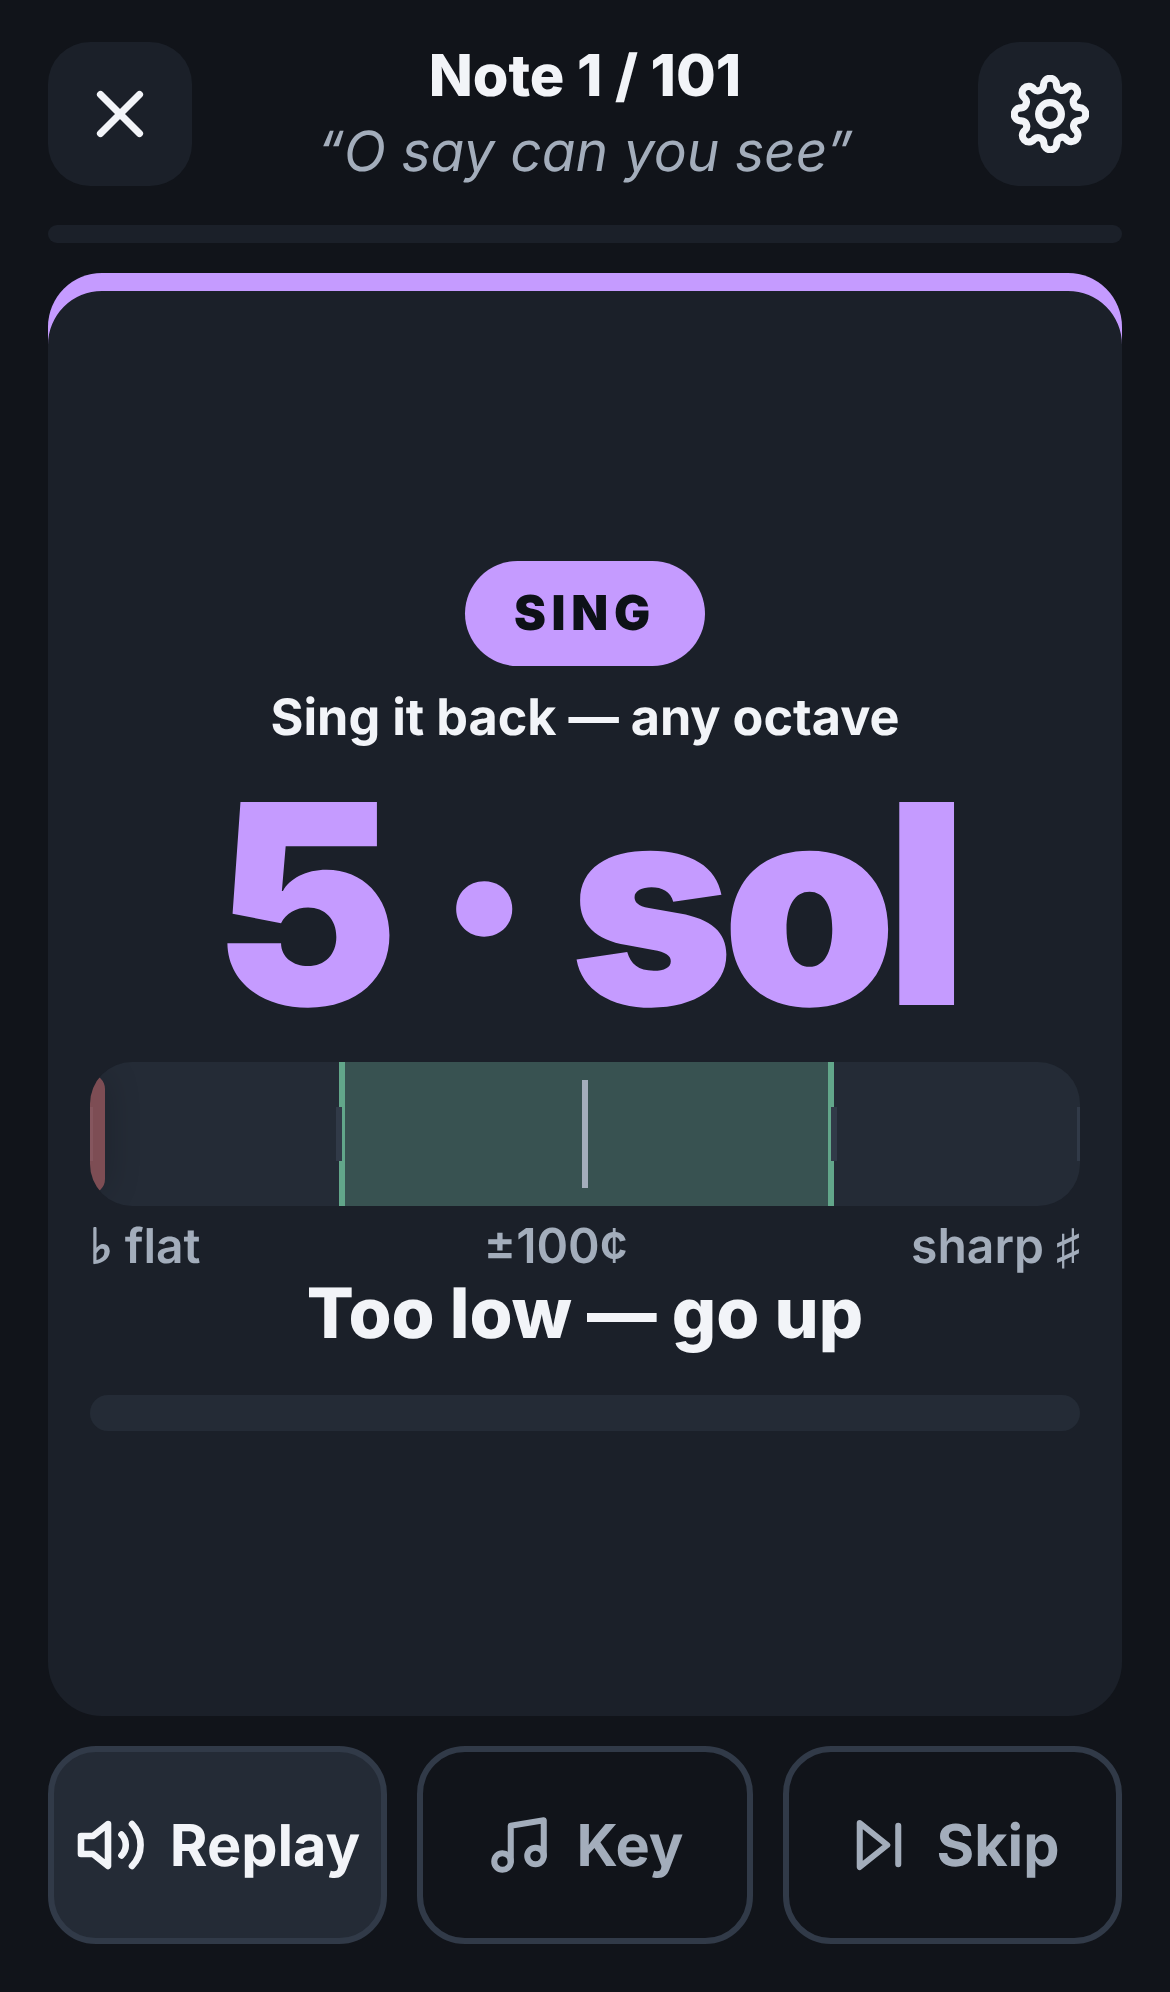 Note 1 / 101
“O say can you see”
SING
Sing it back — any octave
5 · sol
♭ flat ±100¢ sharp ♯
Too low — go up
Replay Key Skip